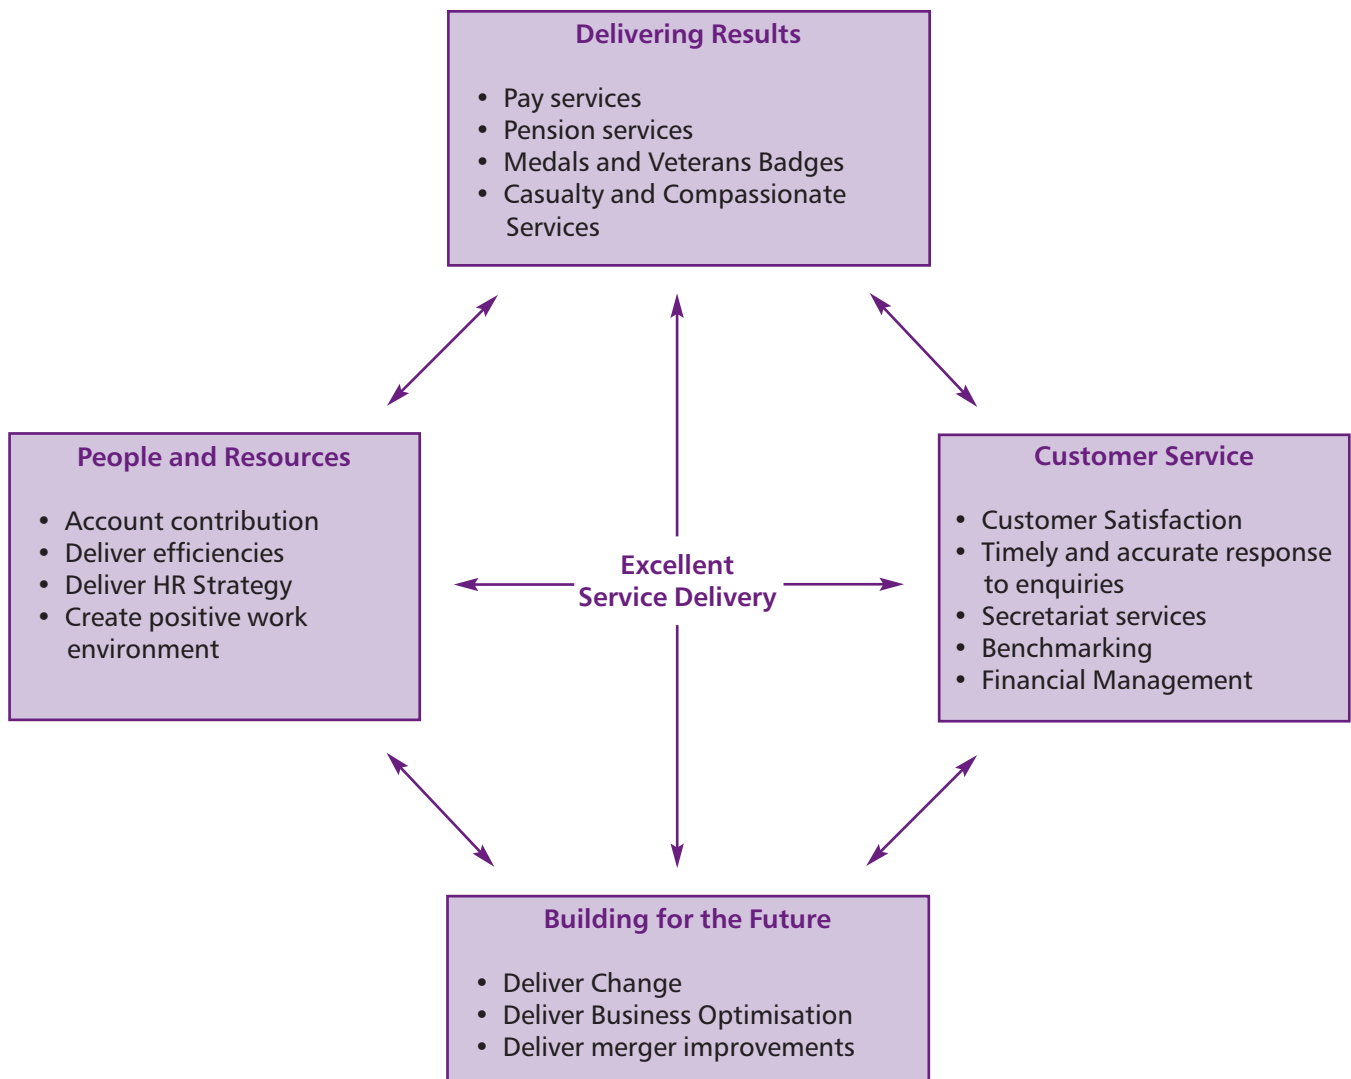 Delivering Results
• Pay services
• Pension services
• Medals and Veterans Badges
• Casualty and Compassionate
Services
People and Resources
• Account contribution
• Deliver efficiencies
• Deliver HR Strategy
• Create positive work
environment
Excellent
Service Delivery
Customer Service
• Customer Satisfaction
• Timely and accurate response
to enquiries
• Secretariat services
• Benchmarking
• Financial Management
Building for the Future
• Deliver Change
• Deliver Business Optimisation
• Deliver merger improvements